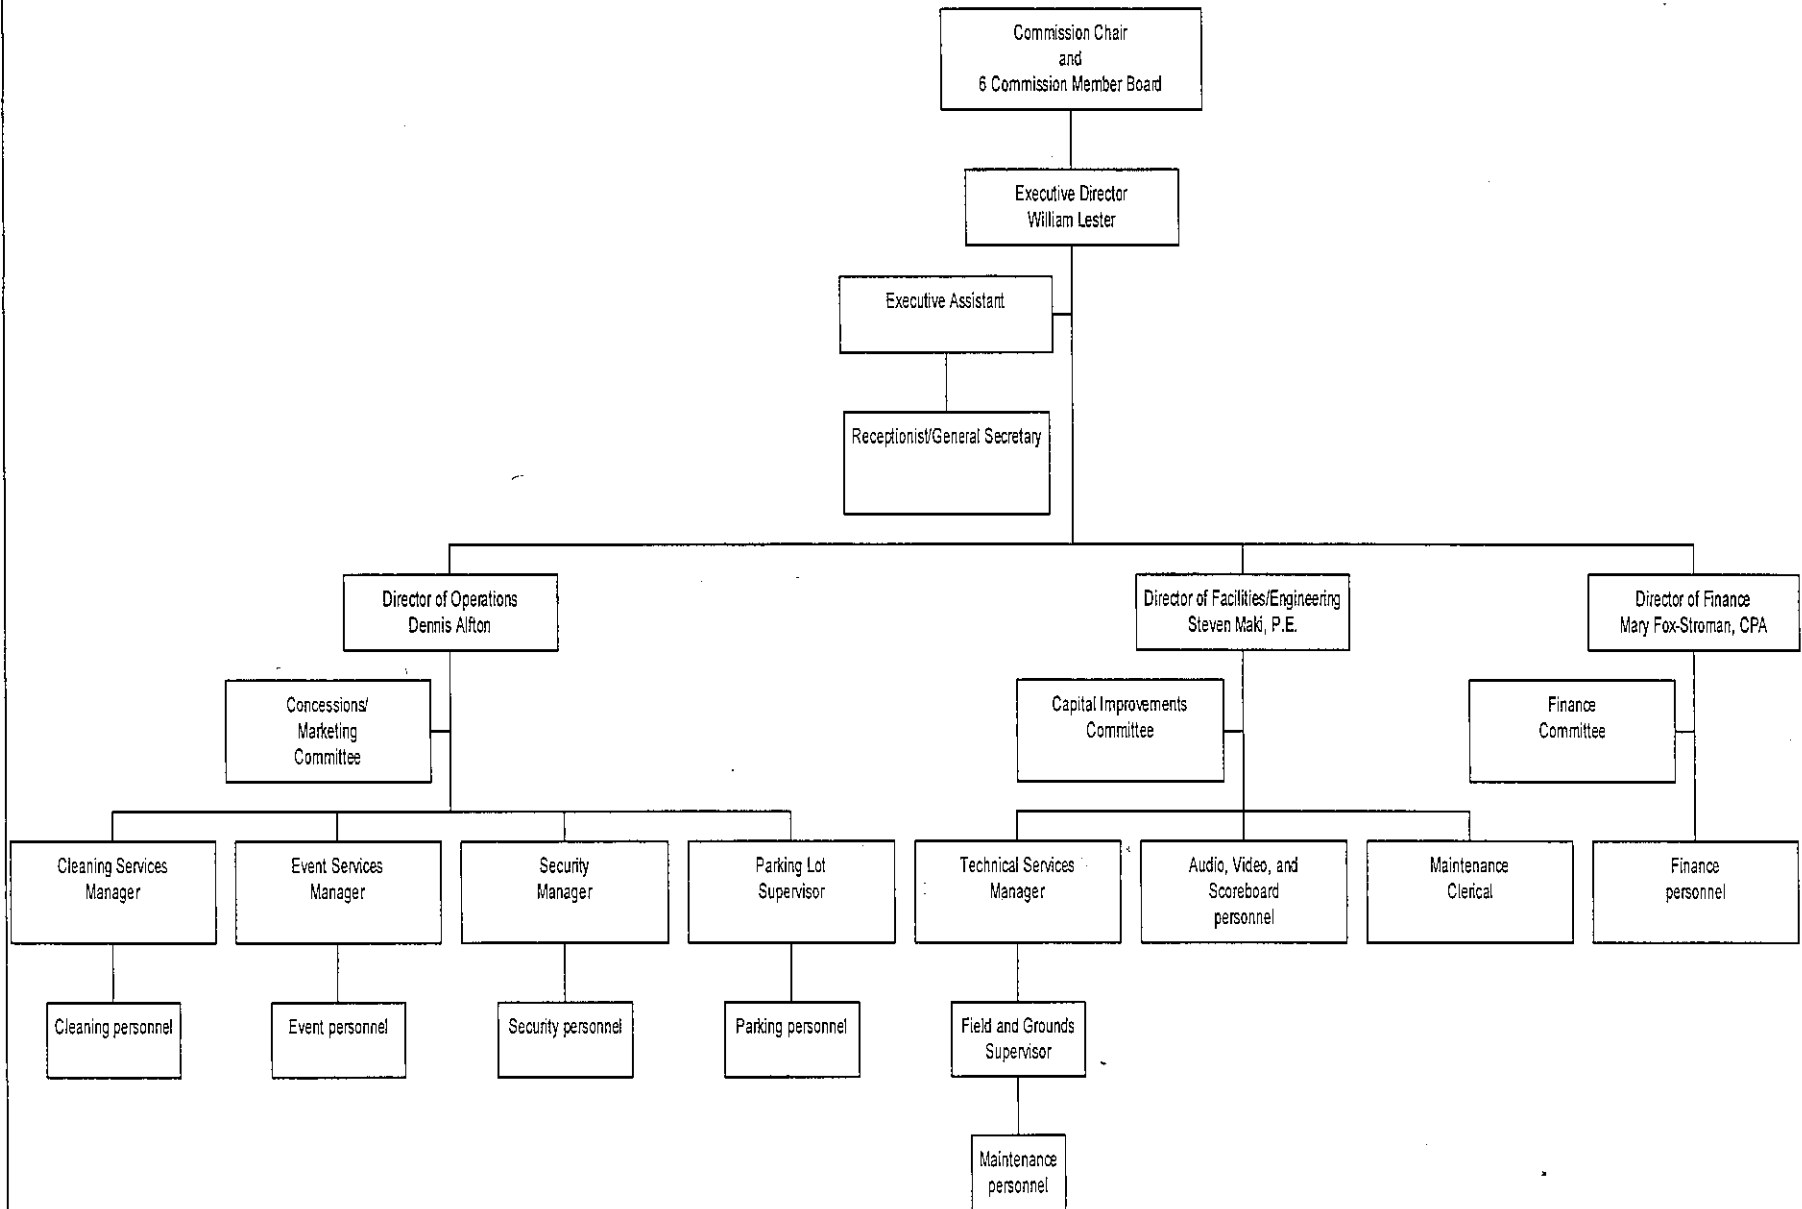 Commission Chair
and
6 Commission Member Board
Executive Director
William Lester
Executive Assistant
Receptionist/General Secretary
Director of Operations
Dennis Alfton
Director of Facilities/Engineering
Steven Maki, P.E.
Director of Finance
Mary Fox-Stroman, CPA
Concessions/
Marketing
Committee
Capital Improvements
Committee
Finance
Committee
Cleaning Services
Manager
Event Services
Manager
Security
Manager
Parking Lot
Supervisor
Technical Services
Manager
Audio, Video, and
Scoreboard
personnel
Maintenance
Clerical
Finance
personnel
Cleaning personnel
Event personnel
Security personnel
Parking personnel
Field and Grounds
Supervisor
Maintenance
personnel